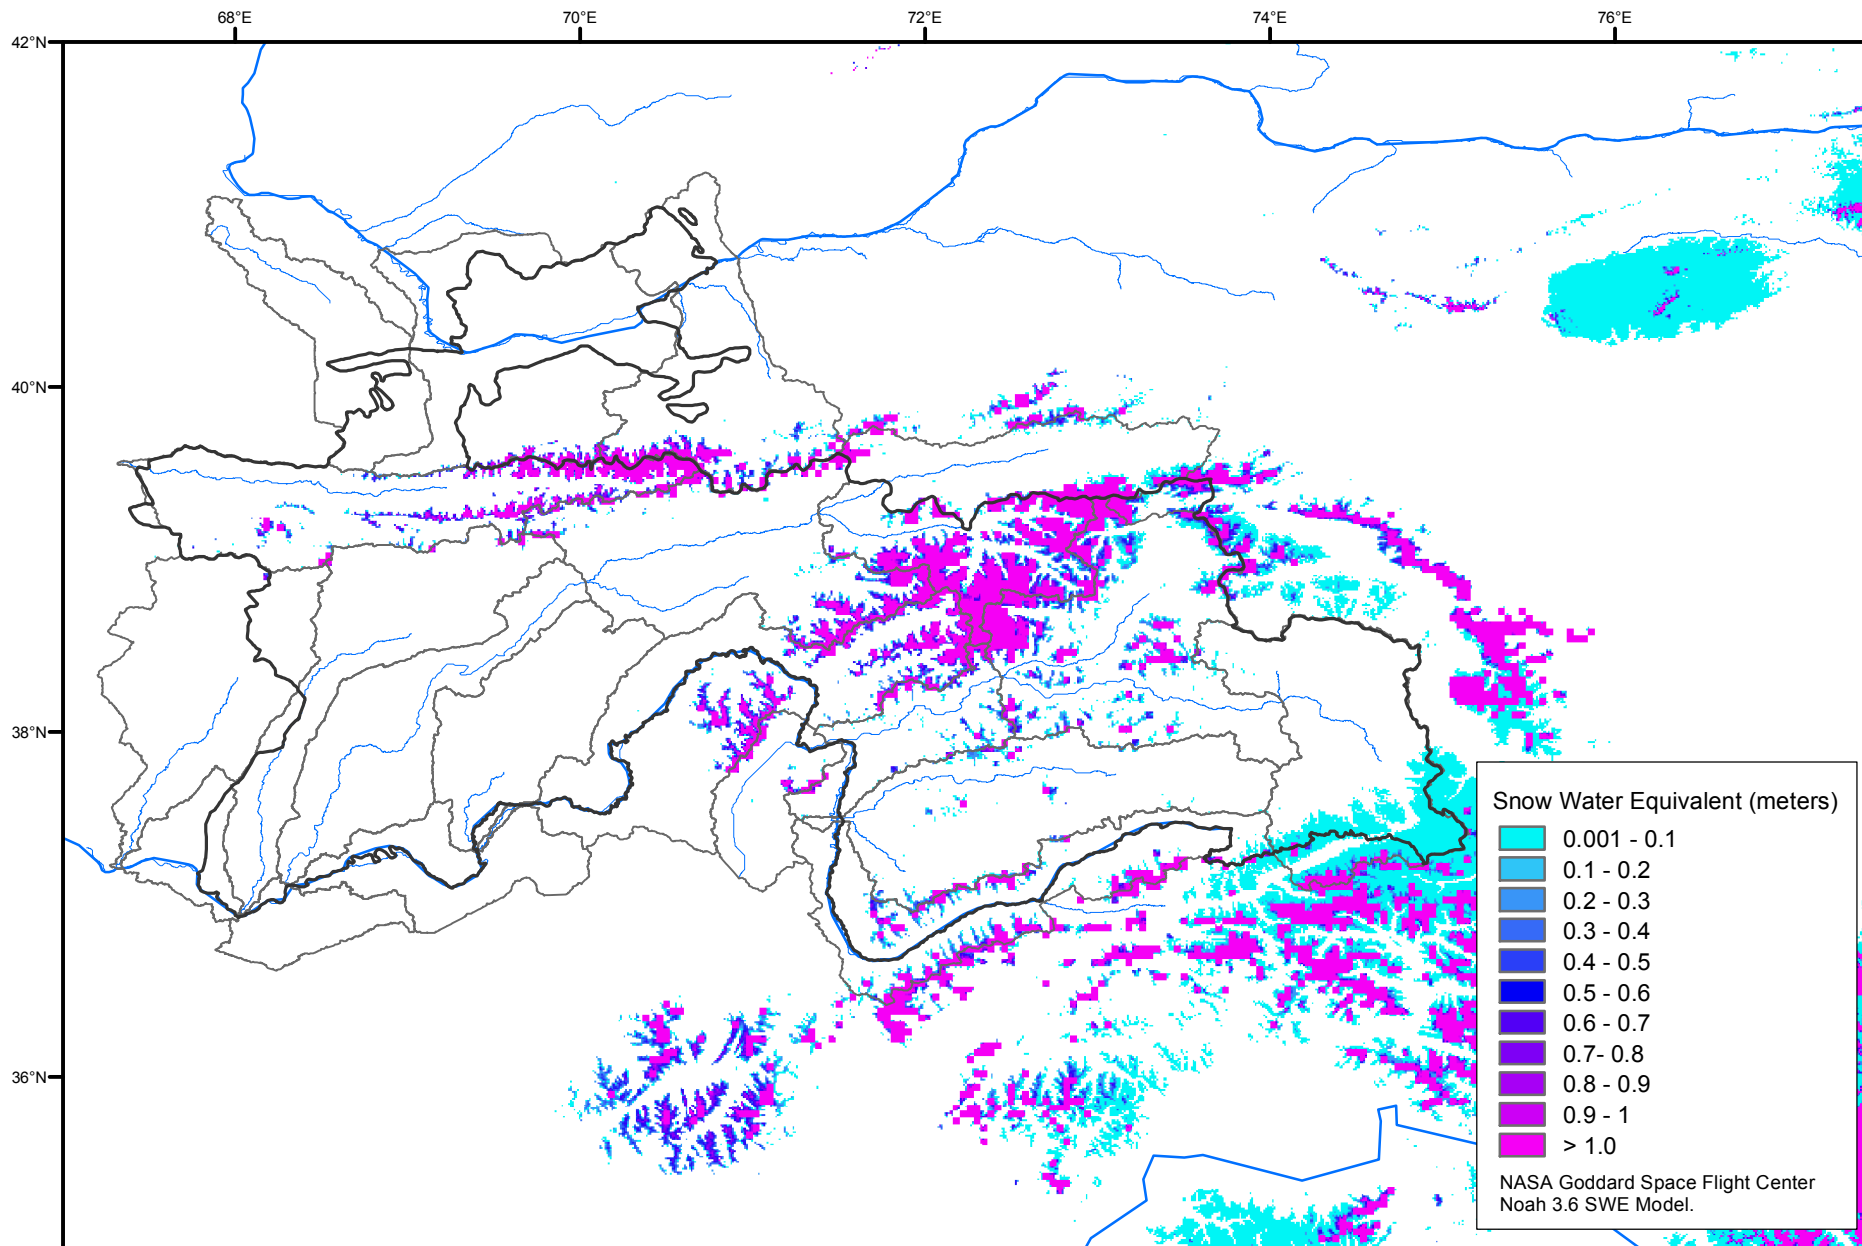 68°E 70°E 72°E 74°E 76°E
42°N
40°N
38°N
36°N
Snow Water Equivalent (meters)
0.001 - 0.1
0.1 - 0.2
0.2 - 0.3
0.3 - 0.4
0.4 - 0.5
0.5 - 0.6
0.6 - 0.7
0.7- 0.8
0.8 - 0.9
0.9 - 1
> 1.0
NASA Goddard Space Flight Center
Noah 3.6 SWE Model.